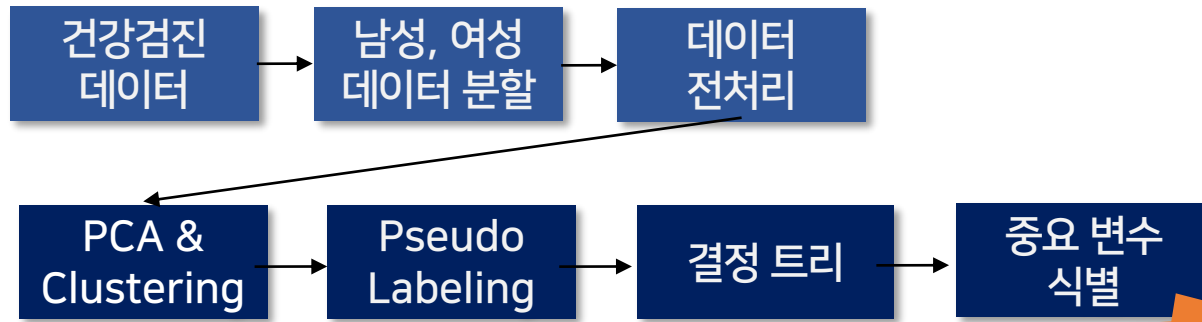 건강검진
데이터
남성, 여성
데이터 분할
데이터
전처리
PCA &
Clustering
Pseudo
Labeling
결정 트리
중요 변수
식별